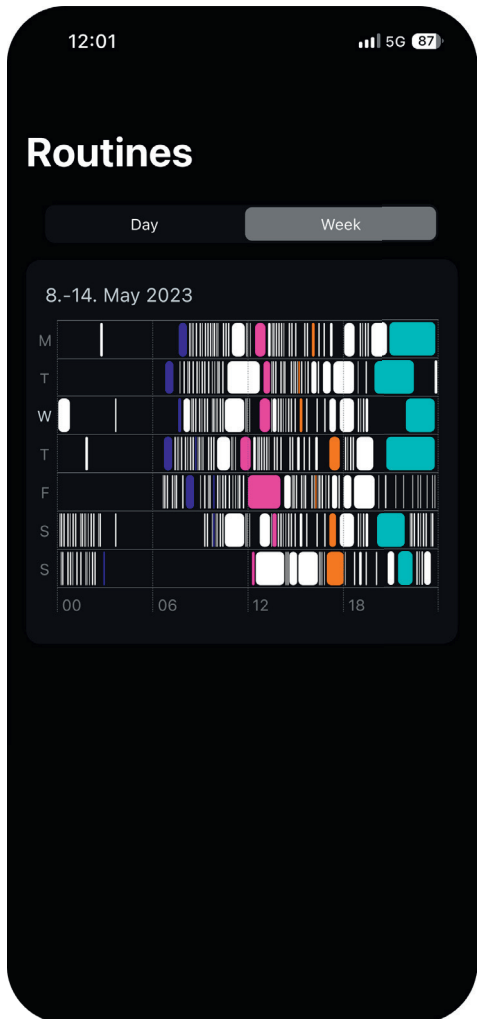 12:01 5G 87
Routines
Day Week
8.-14. May 2023
M
T
W
T
F
S
S
00 06 12 18